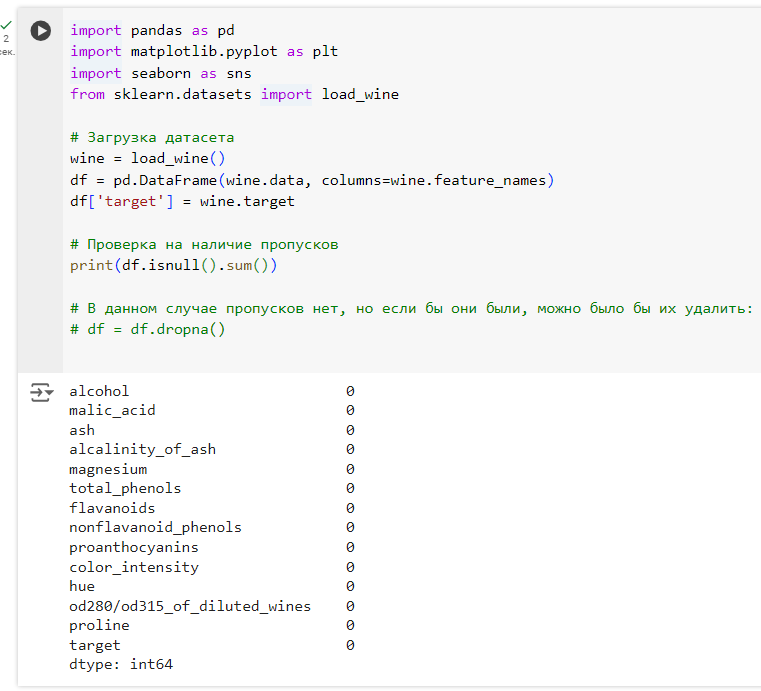 2
сек.
import pandas as pd
import matplotlib.pyplot as plt
import seaborn as sns
from sklearn.datasets import load_wine
# Загрузка датасета
wine = load_wine()
df = pd.DataFrame(wine.data, columns=wine.feature_names)
df['target'] = wine.target
# Проверка на наличие пропусков
print(df.isnull().sum())
# В данном случае пропусков нет, но если бы они были, можно было бы их удалить:
# df = df.dropna()
alcohol 0
malic_acid 0
ash 0
alcalinity_of_ash 0
magnesium 0
total_phenols 0
flavanoids 0
nonflavanoid_phenols 0
proanthocyanins 0
color_intensity 0
hue 0
od280/od315_of_diluted_wines 0
proline 0
target 0
dtype: int64